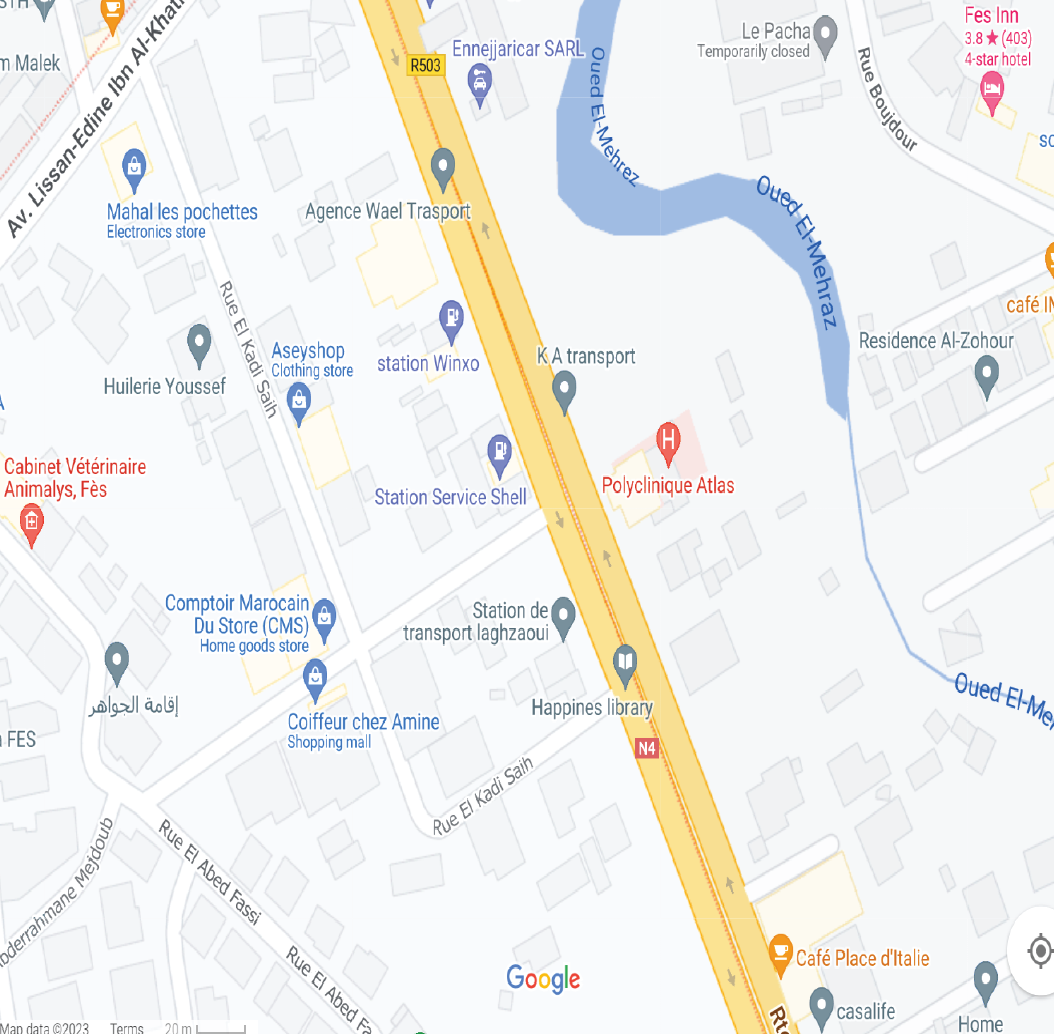 m Malek
Av. Lissan-Edine Ibn Al-Khati
R503
Ennejjaricar SARL
Oued El-Mehrez
Le Pacha
Temporarily closed
Rue Boujdour
Fes Inn
3.8 ★ (403)
4-star hotel
Mahal les pochettes
Electronics store
Agence Wael Trasport
Oued El-Mehraz
Rue El Kadi Saih
station Winxo
café IM
Residence Al-Zohour
Huilerie Youssef
Aseyshop
Clothing store
K A transport
H
Cabinet Vétérinaire
Animalys, Fès
Station Service Shell
Polyclinique Atlas
Comptoir Marocain
Du Store (CMS)
Home goods store
Station de
transport laghzaoui
إقامة الجواهر
Coiffeur chez Amine
Shopping mall
Happines library
Oued El-Me
FES
N4
Rue El Kadi Saih
bderrahmane Mejdoub
Rue El Abed Fassi
Rue El Abed Fa
Google
Café Place d'Italie
casalife
Rte
Home
Map data ©2023 Terms 20 m